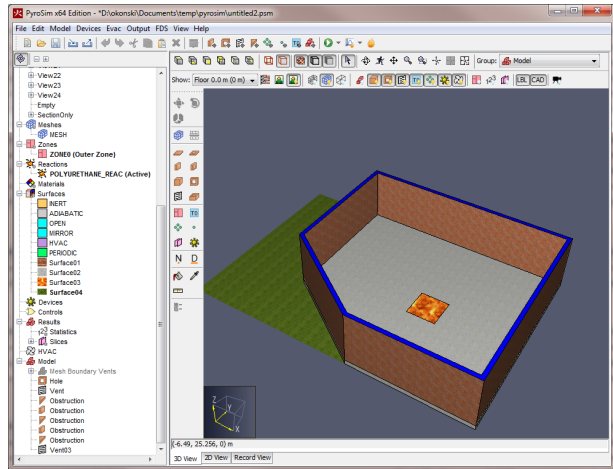 PyroSim x64 Edition - *D:\okonski\Documents\temp\pyrosim\untitled2.psm
File Edit Model Devices Evac Output FDS View Help
Group: Model
View22
View23
View24
Empty
SectionOnly
Meshes
MESH
Zones
ZONE0 (Outer Zone)
Reactions
POLYURETHANE_REAC (Active)
Materials
Surfaces
INERT
ADIABATIC
OPEN
MIRROR
HVAC
PERIODIC
Surface01
Surface02
Surface03
Surface04
Devices
Controls
Results
Statistics
Slices
HVAC
Model
Mesh Boundary Vents
Hole
Vent
Obstruction
Obstruction
Obstruction
Obstruction
Obstruction
Vent03
Show: Floor 0.0 m (0 m)
LBL CAD
N D
Z
Y
X
(-6.49, 25.256, 0) m
3D View 2D View Record View